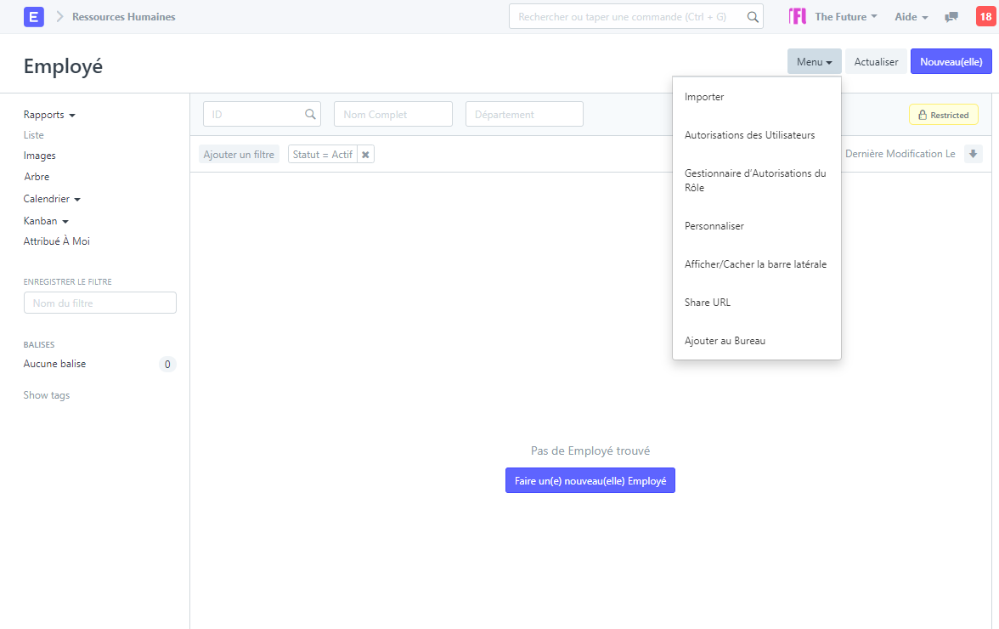 E
Ressources Humaines
Rechercher ou taper une commande (Ctrl + G)
The Future
Aide
18
Employé
Menu
Actualiser
Nouveau(elle)
Importer
Autorisations des Utilisateurs
Gestionnaire d'Autorisations du
Rôle
Personnaliser
Afficher/Cacher la barre latérale
Share URL
Ajouter au Bureau
Rapports
Liste
Images
Arbre
Calendrier
Kanban
Attribué À Moi
ENREGISTRER LE FILTRE
Nom du filtre
BALISES
Aucune balise 0
Show tags
ID
Nom Complet
Département
Restricted
Ajouter un filtre
Statut = Actif
Dernière Modification Le
Pas de Employé trouvé
Faire un(e) nouveau(elle) Employé